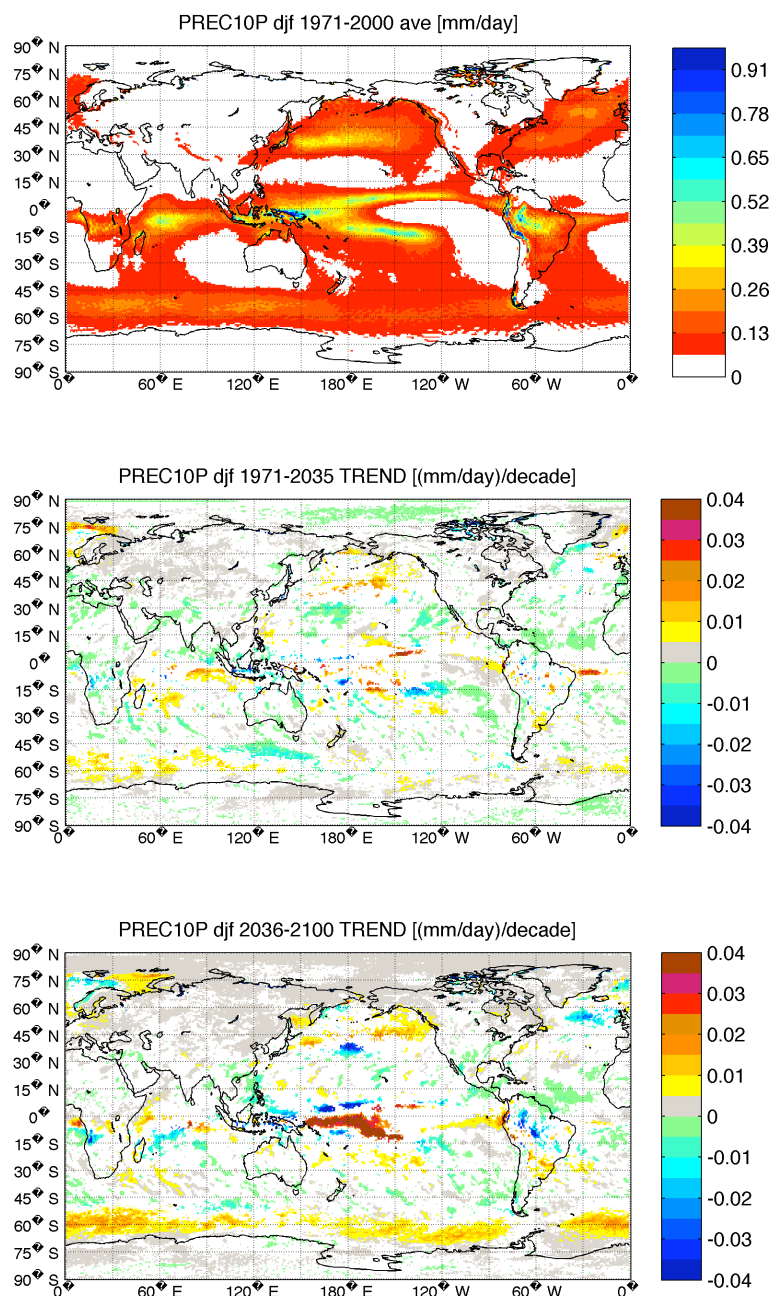 PREC10P djf 1971-2000 ave [mm/day]
90� N
75� N
60� N
45� N
30� N
15� N
0�
15� S
30� S
45� S
60� S
75� S
90� S
0� 60� E 120� E 180� E 120� W 60� W 0�
0.91
0.78
0.65
0.52
0.39
0.26
0.13
0
PREC10P djf 1971-2035 TREND [(mm/day)/decade]
90� N
75� N
60� N
45� N
30� N
15� N
0�
15� S
30� S
45� S
60� S
75� S
90� S
0� 60� E 120� E 180� E 120� W 60� W 0�
0.04
0.03
0.02
0.01
0
-0.01
-0.02
-0.03
-0.04
PREC10P djf 2036-2100 TREND [(mm/day)/decade]
90� N
75� N
60� N
45� N
30� N
15� N
0�
15� S
30� S
45� S
60� S
75� S
90� S
0� 60� E 120� E 180� E 120� W 60� W 0�
0.04
0.03
0.02
0.01
0
-0.01
-0.02
-0.03
-0.04